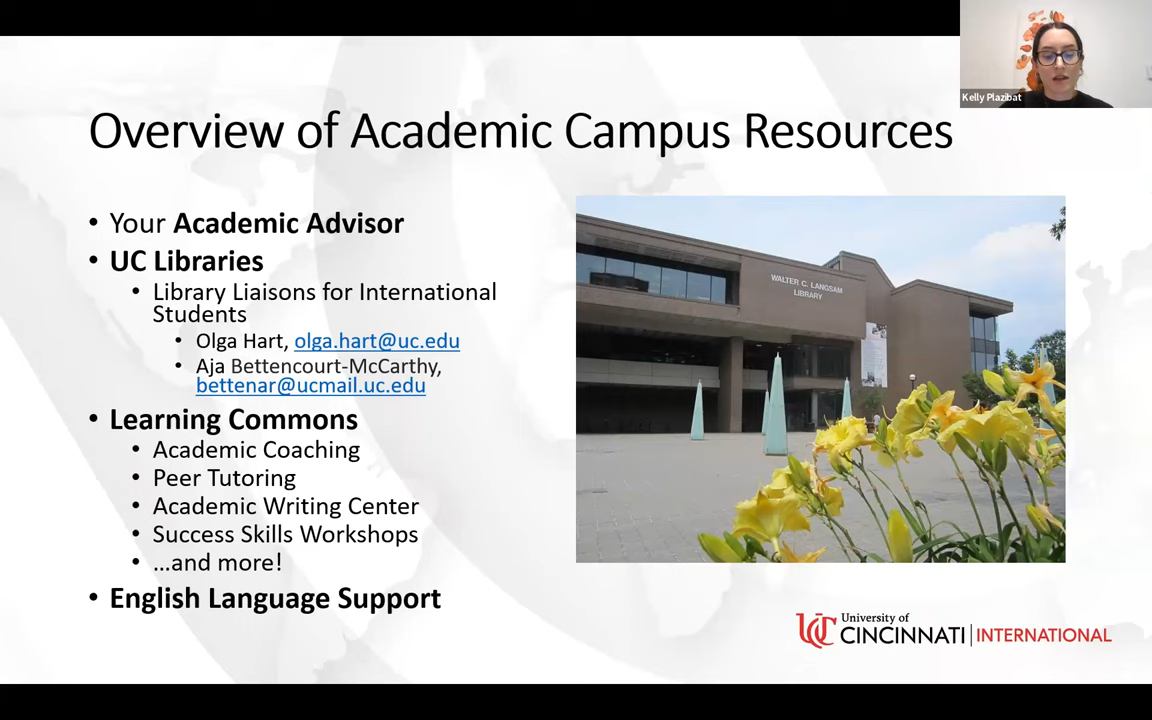 Kelly Plazibat
Overview of Academic Campus Resources
• Your Academic Advisor
• UC Libraries
• Library Liaisons for International
Students
• Olga Hart, olga.hart@uc.edu
• Aja Bettencourt-McCarthy,
bettenar@ucmail.uc.edu
• Learning Commons
• Academic Coaching
• Peer Tutoring
• Academic Writing Center
• Success Skills Workshops
• ...and more!
• English Language Support
WALTER C. LANGSAM
LIBRARY
UC University of
CINCINNATI | INTERNATIONAL